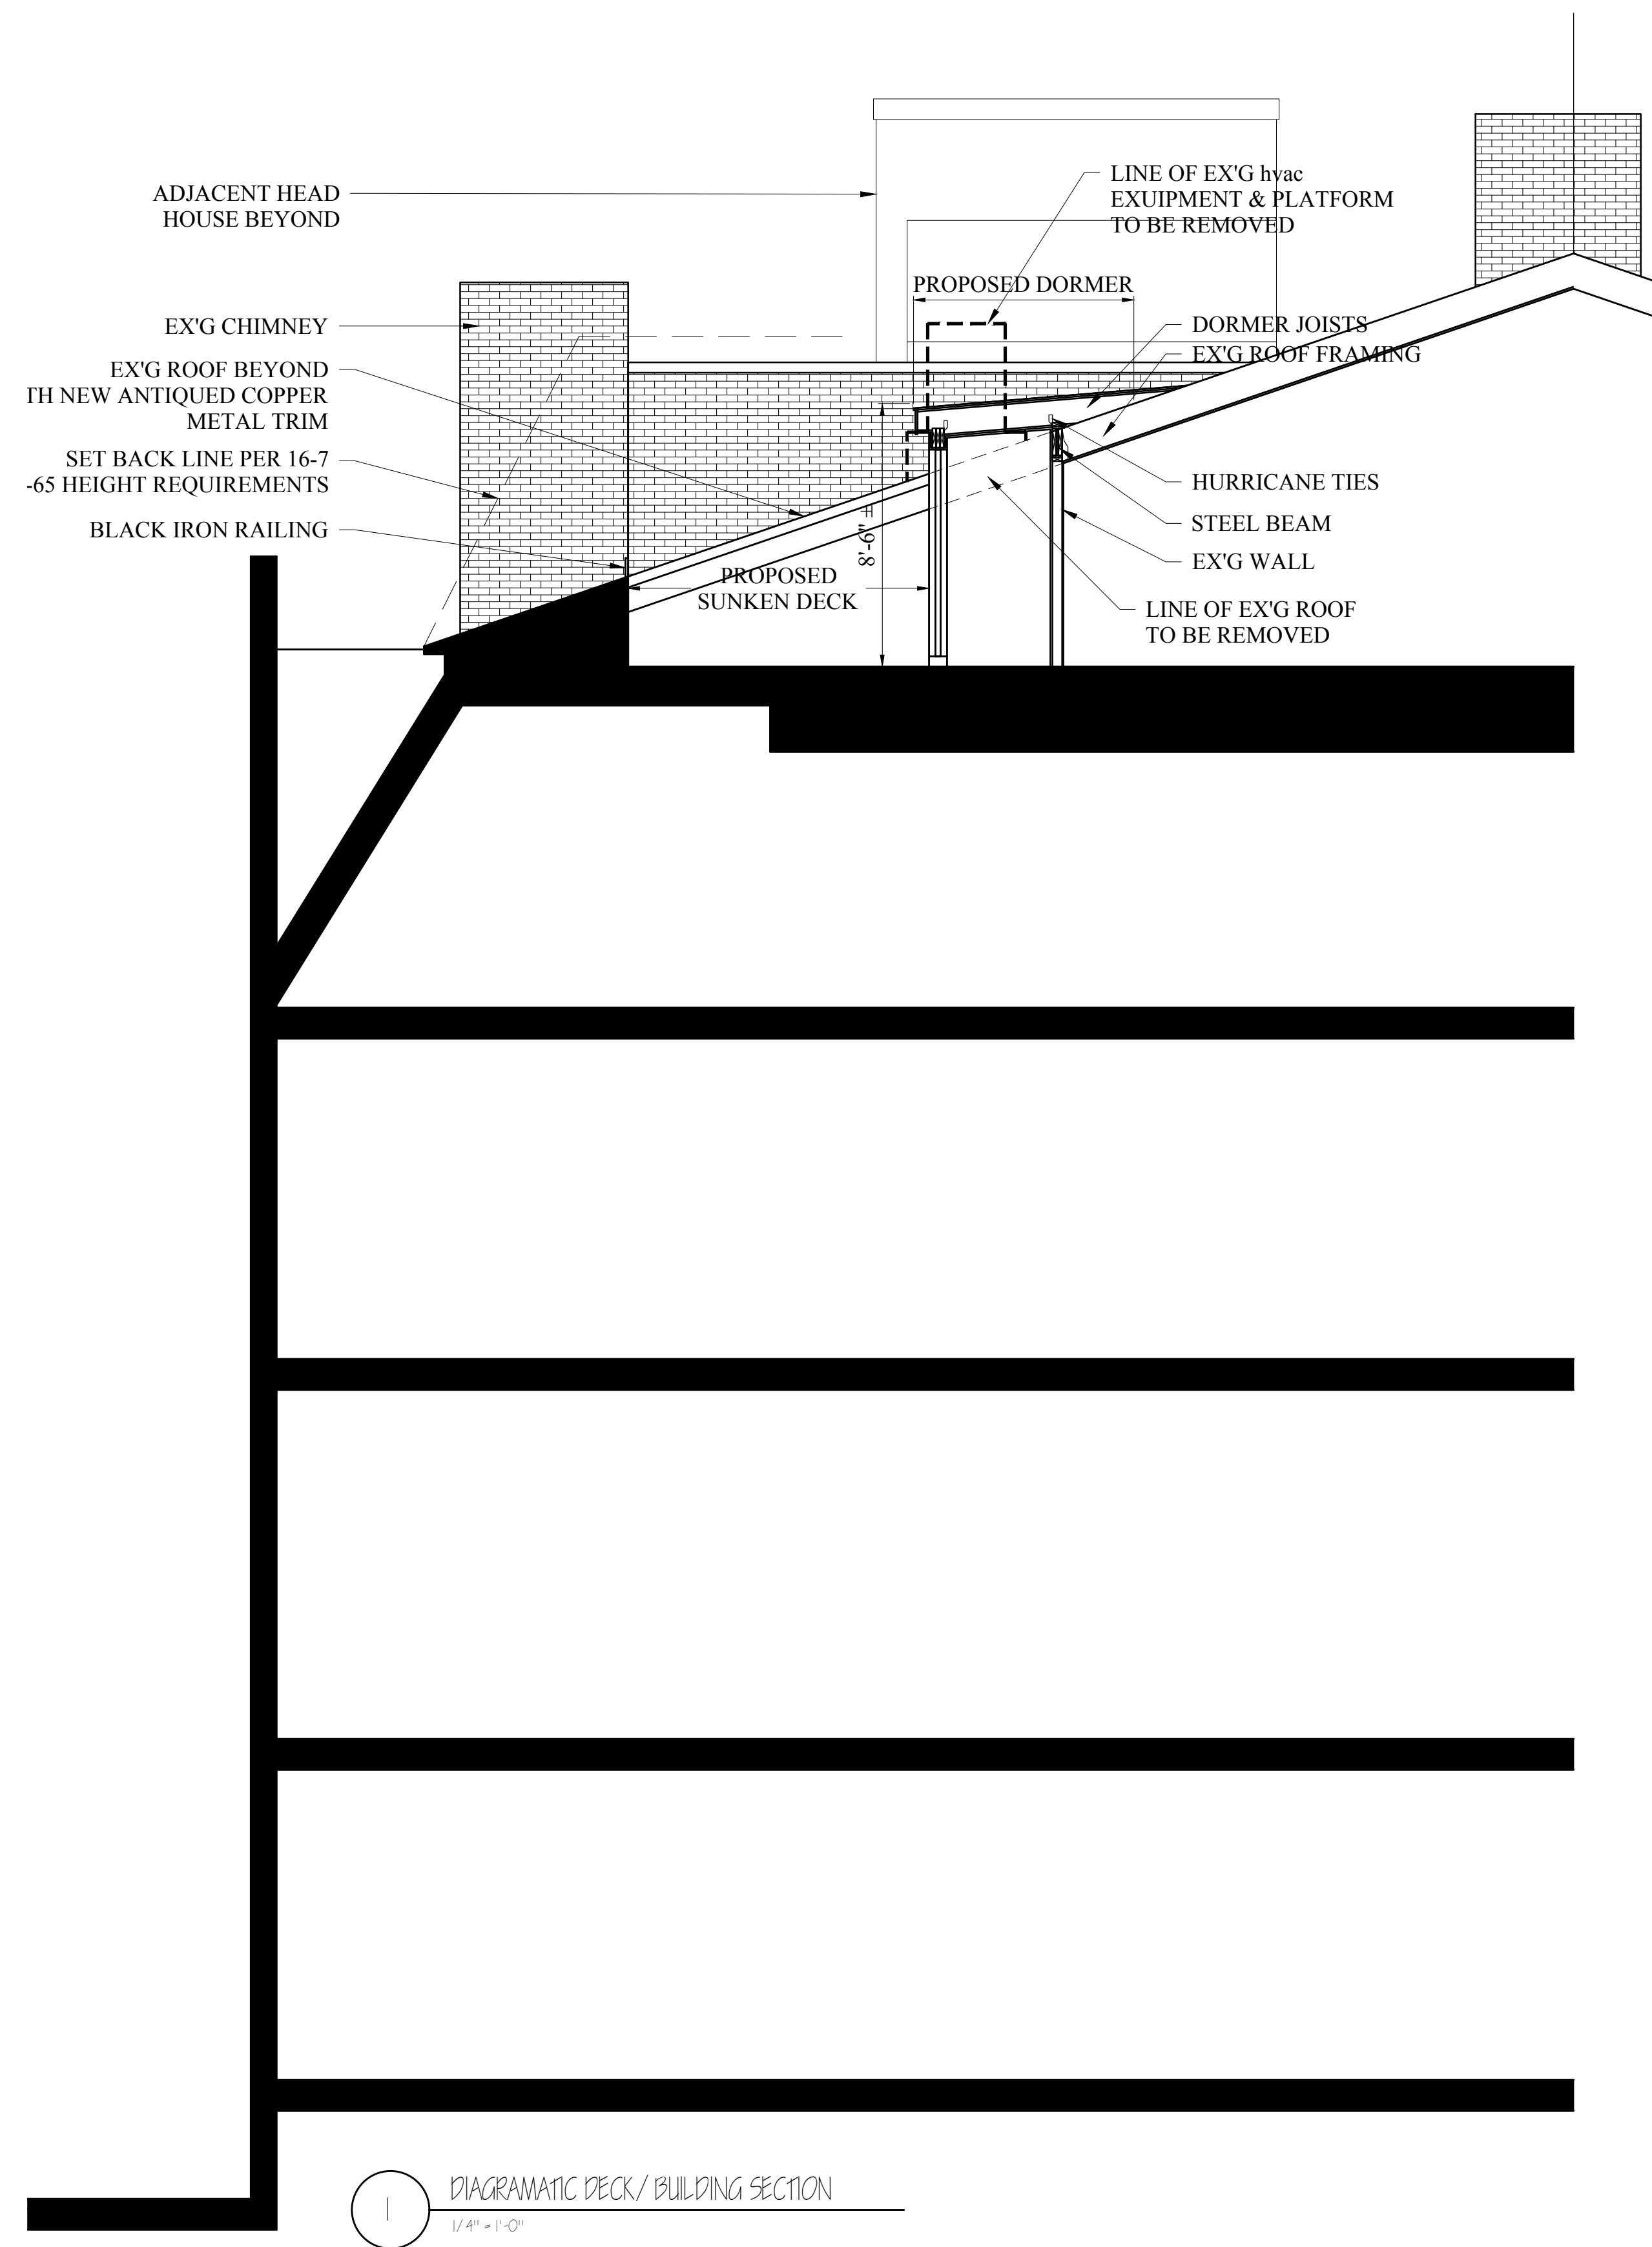 ADJACENT HEAD
HOUSE BEYOND
LINE OF EX'G hvac
EXUIPMENT & PLATFORM
TO BE REMOVED
PROPOSED DORMER
EX'G CHIMNEY
DORMER JOISTS
EX'G ROOF FRAMING
EX'G ROOF BEYOND
TH NEW ANTIQUED COPPER
METAL TRIM
SET BACK LINE PER 16-7
-65 HEIGHT REQUIREMENTS
BLACK IRON RAILING
HURRICANE TIES
STEEL BEAM
EX'G WALL
8'-6" ±
PROPOSED
SUNKEN DECK
LINE OF EX'G ROOF
TO BE REMOVED
1
DIAGRAMATIC DECK/ BUILDING SECTION
1/4" = 1'-0"